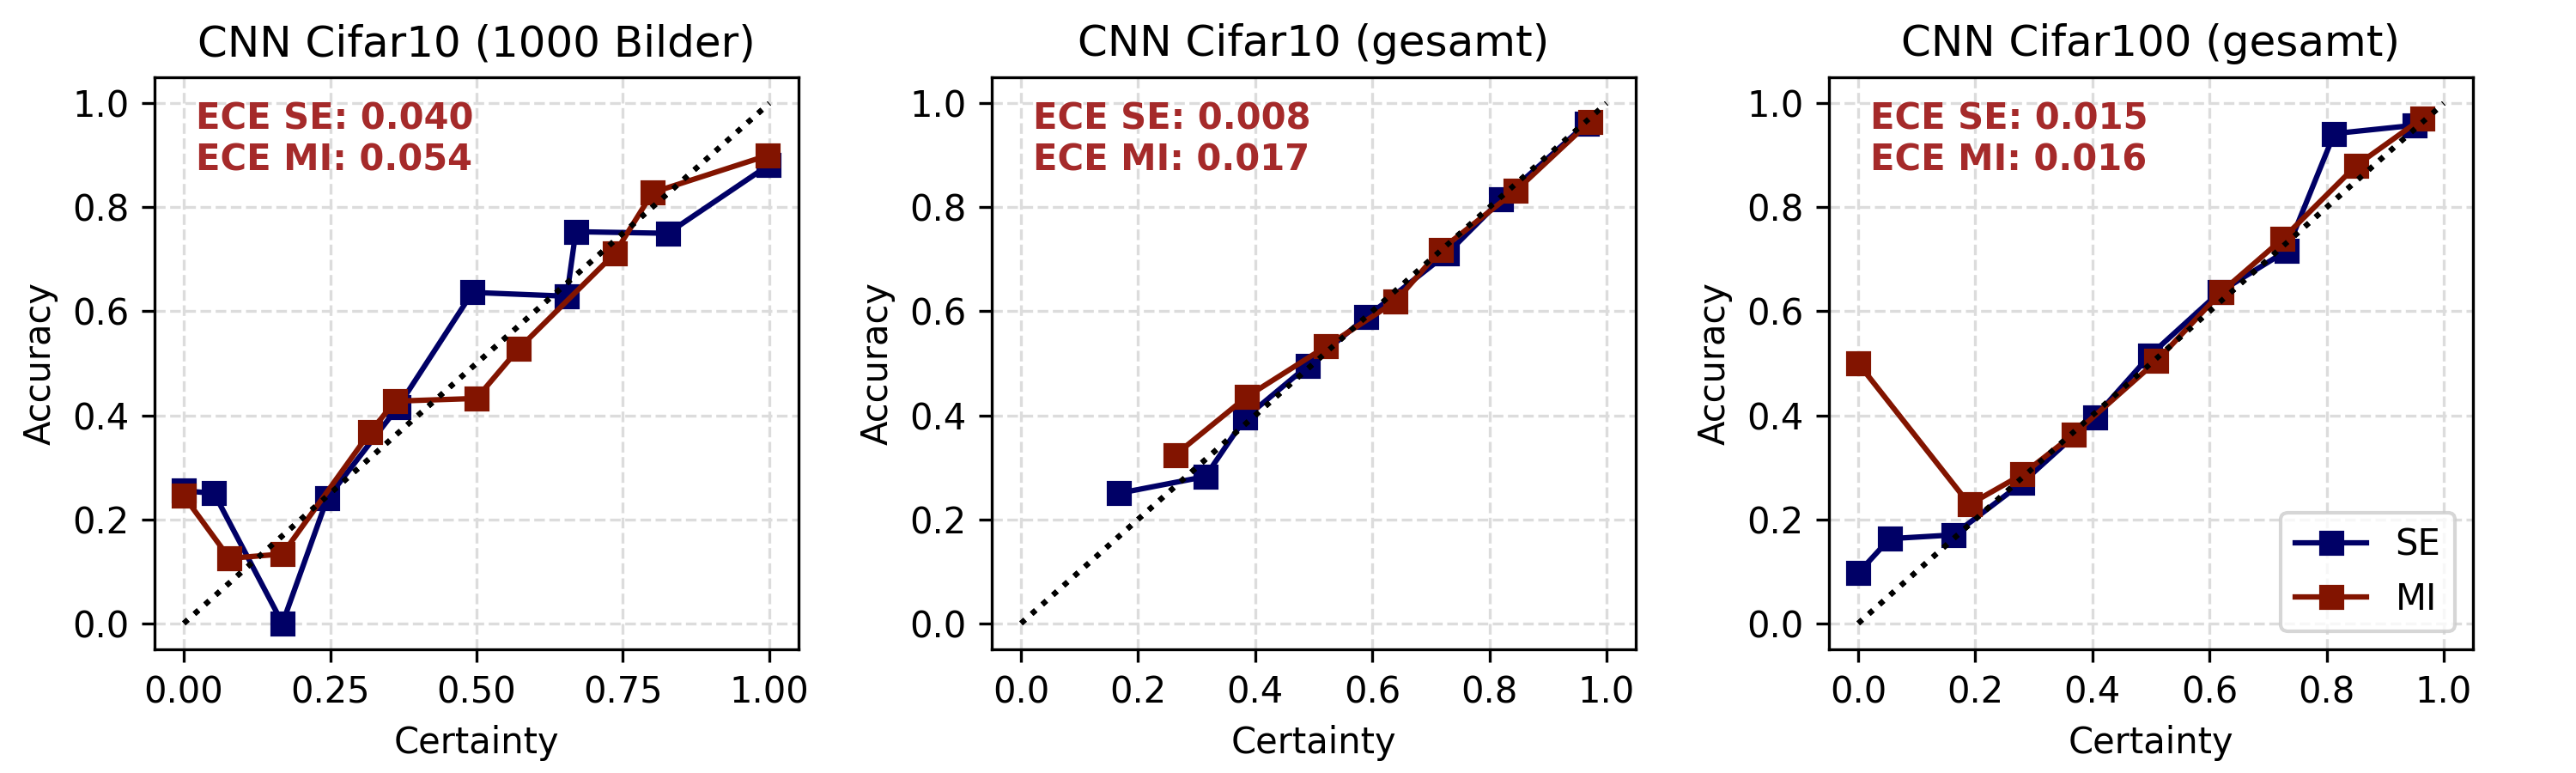 CNN Cifar10 (1000 Bilder)
ECE SE: 0.040
ECE MI: 0.054
1.0
0.8
0.6
0.4
0.2
0.0
Accuracy
0.00 0.25 0.50 0.75 1.00
Certainty
CNN Cifar10 (gesamt)
ECE SE: 0.008
ECE MI: 0.017
1.0
0.8
0.6
0.4
0.2
0.0
Accuracy
0.0 0.2 0.4 0.6 0.8 1.0
Certainty
CNN Cifar100 (gesamt)
ECE SE: 0.015
ECE MI: 0.016
1.0
0.8
0.6
0.4
0.2
0.0
Accuracy
SE
MI
0.0 0.2 0.4 0.6 0.8 1.0
Certainty